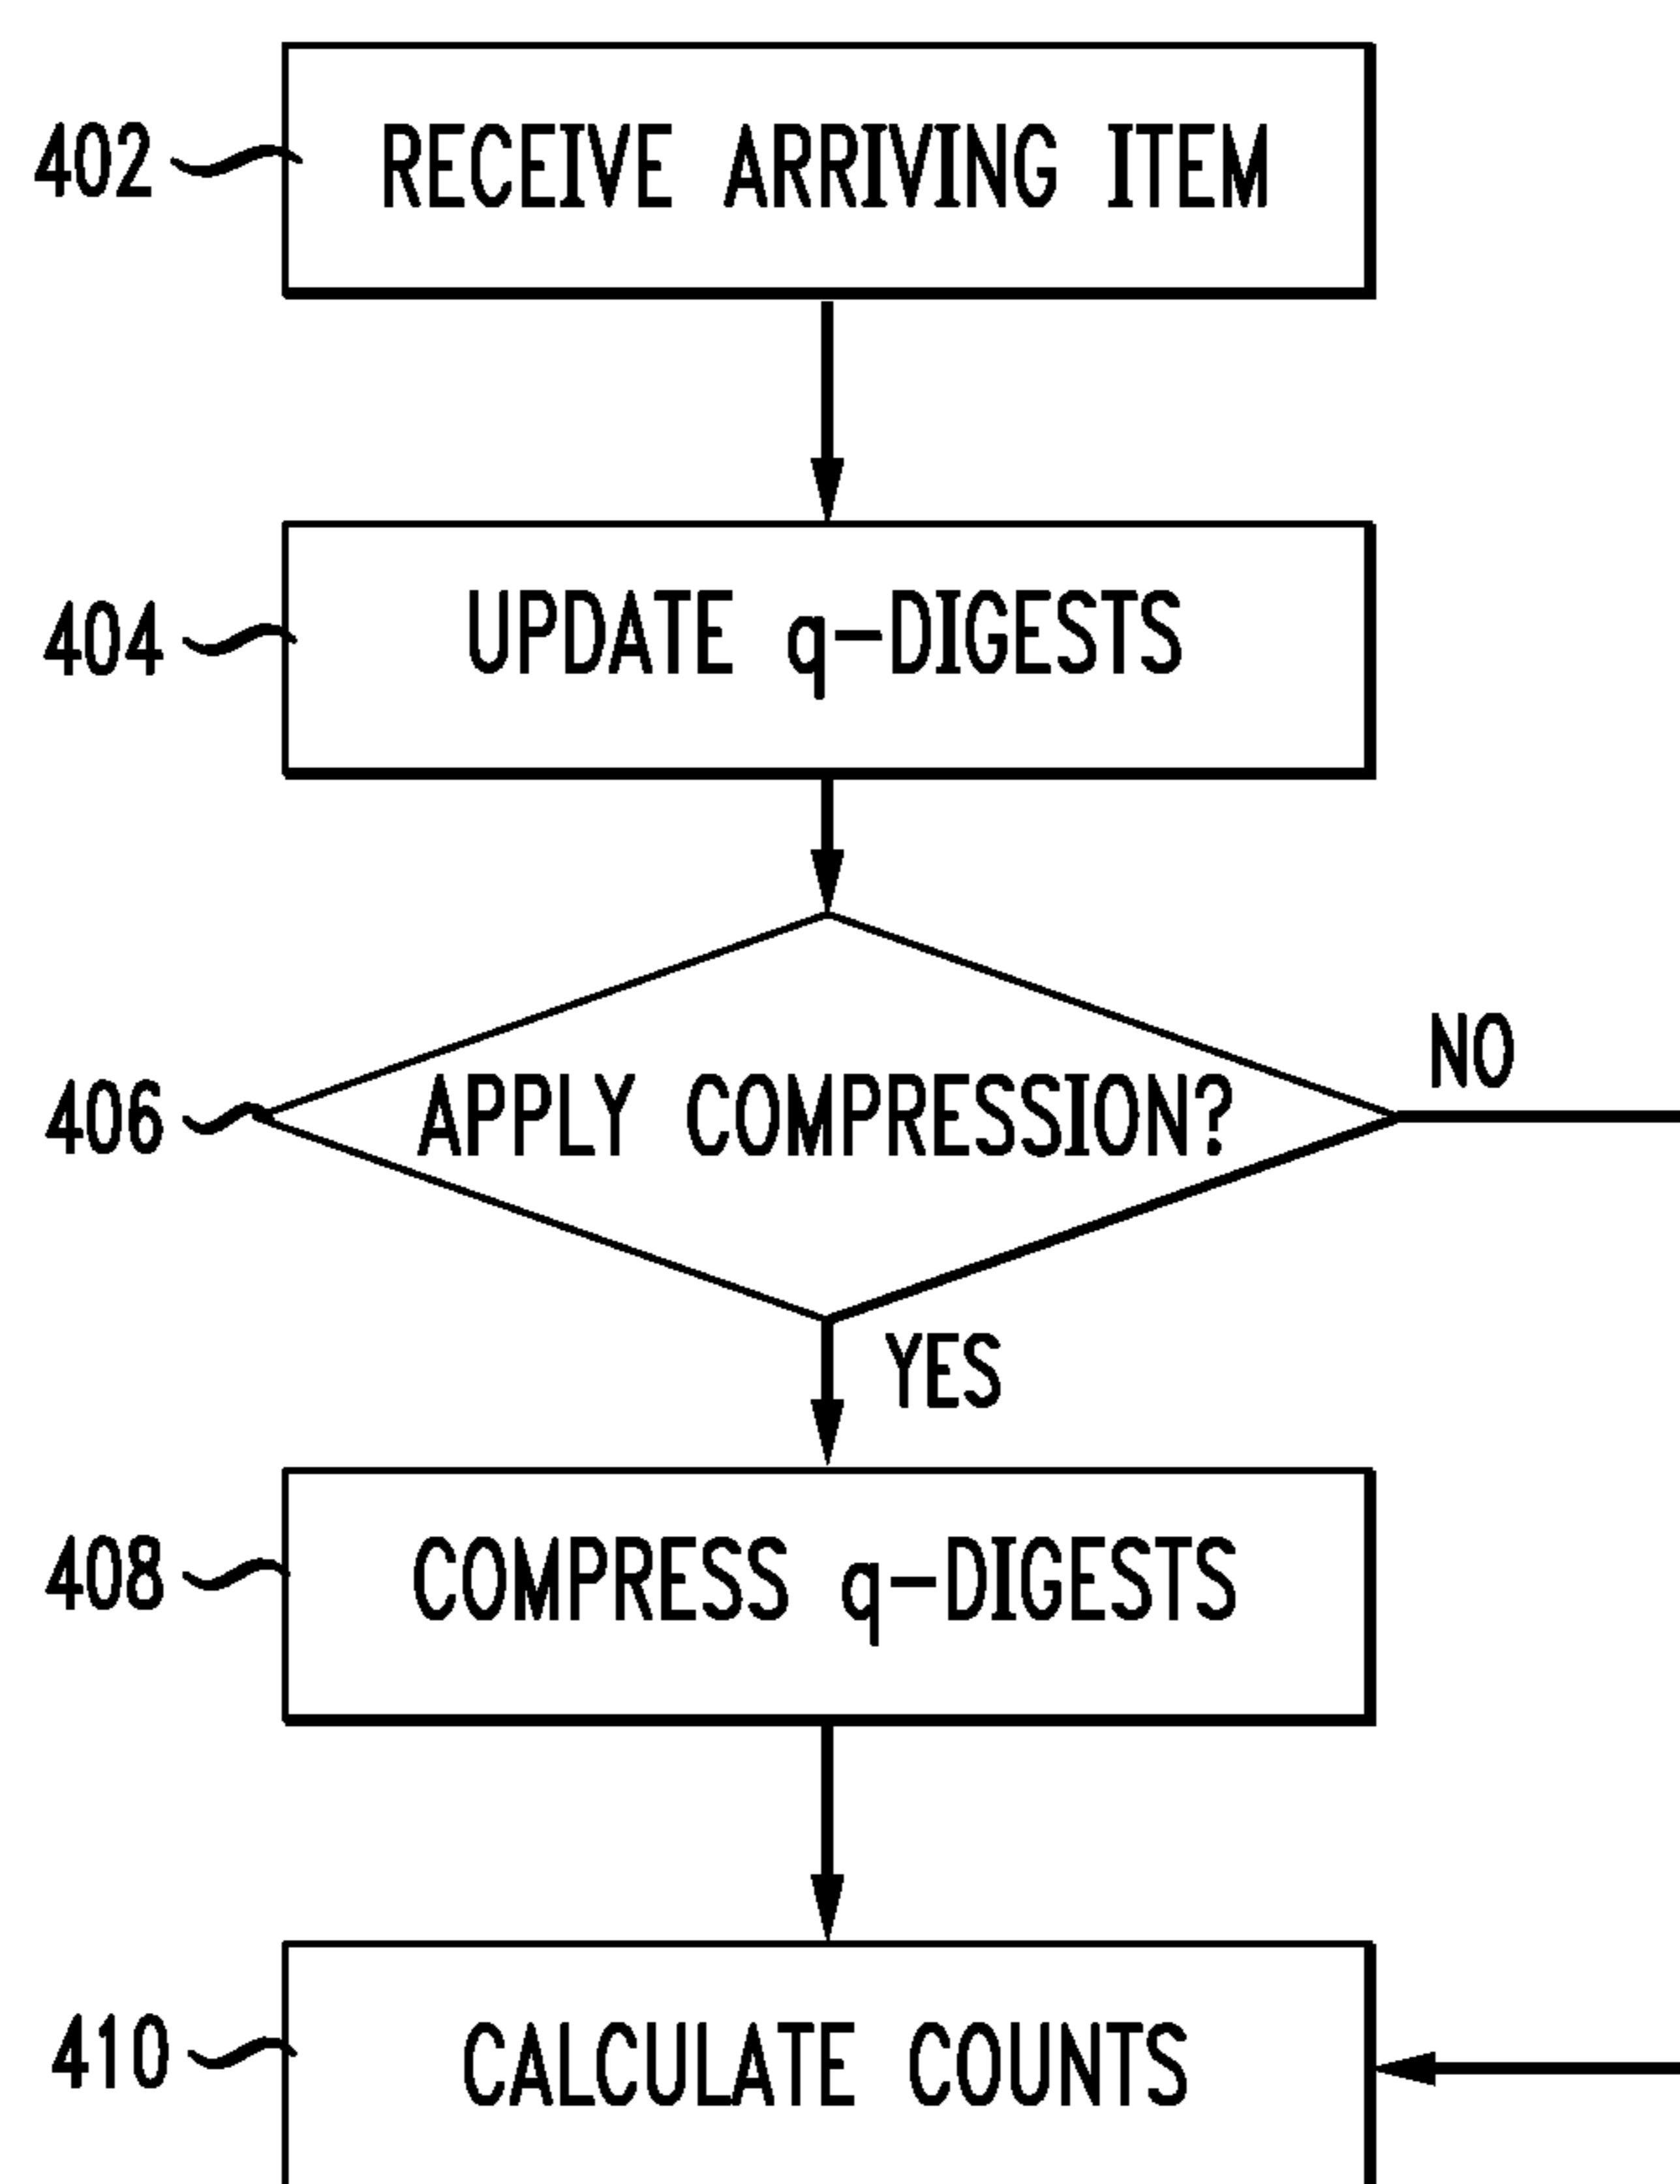 402 RECEIVE ARRIVING ITEM
404 UPDATE q-DIGESTS
NO
406 APPLY COMPRESSION?
YES
408 COMPRESS q-DIGESTS
410 CALCULATE COUNTS